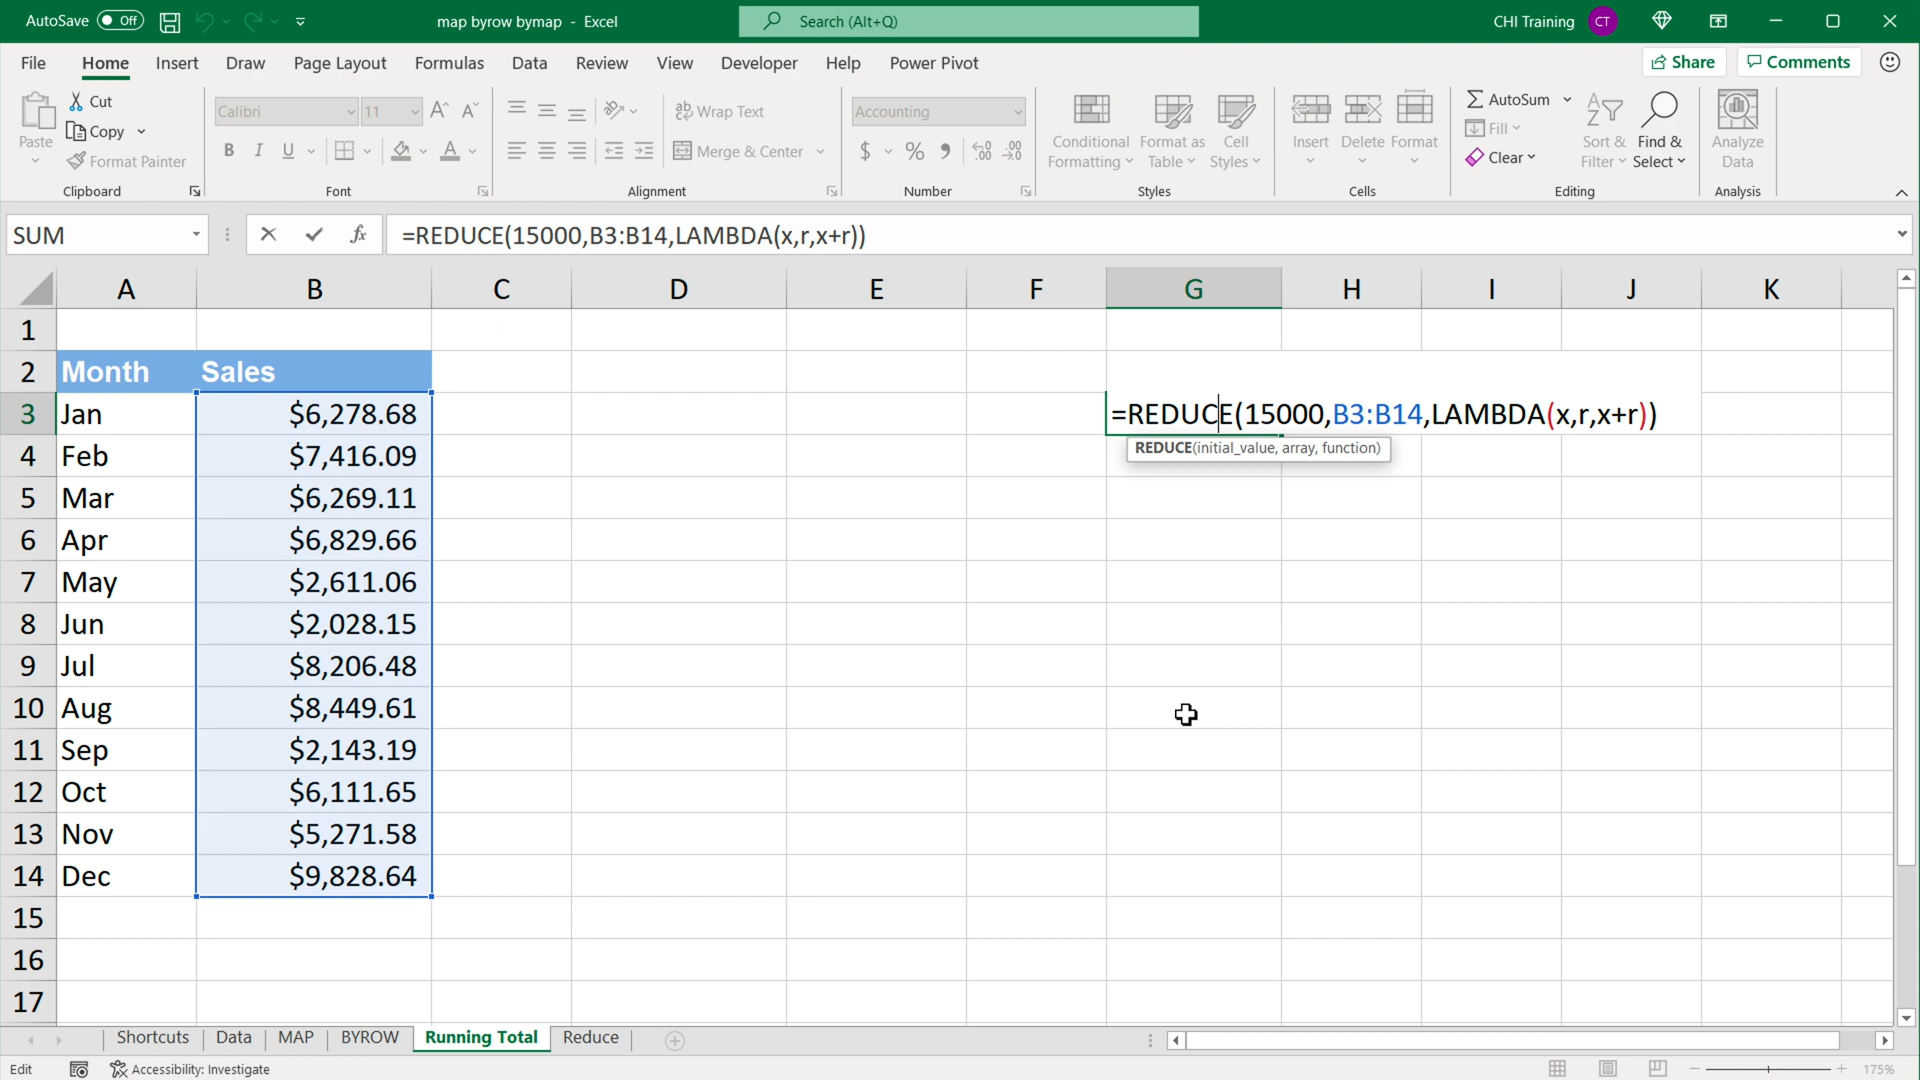 AutoSave Off map byrow bymap - Excel Search (Alt+Q) CHI Training CT
File Home Insert Draw Page Layout Formulas Data Review View Developer Help Power Pivot Share Comments
Paste
Cut
Copy
Format Painter
Clipboard
Calibri 11
B I U A
Font
ab Wrap Text
Merge & Center
Alignment
Accounting
$ % 9
Number
Conditional Formatting
Format as Table
Cell Styles
Styles
Insert Delete Format
Cells
AutoSum
Fill
Clear
Sort & Filter
Find & Select
Editing
Analyze Data
Analysis
SUM fx =REDUCE(15000,B3:B14,LAMBDA(x,r,x+r))
A B C D E F G H I J K
1
2 Month Sales
3 Jan $6,278.68 =REDUCE(15000,B3:B14,LAMBDA(x,r,x+r))
REDUCE(initial_value, array, function)
4 Feb $7,416.09
5 Mar $6,269.11
6 Apr $6,829.66
7 May $2,611.06
8 Jun $2,028.15
9 Jul $8,206.48
10 Aug $8,449.61
11 Sep $2,143.19
12 Oct $6,111.65
13 Nov $5,271.58
14 Dec $9,828.64
15
16
17
Shortcuts Data MAP BYROW Running Total Reduce
Edit Accessibility: Investigate 175%